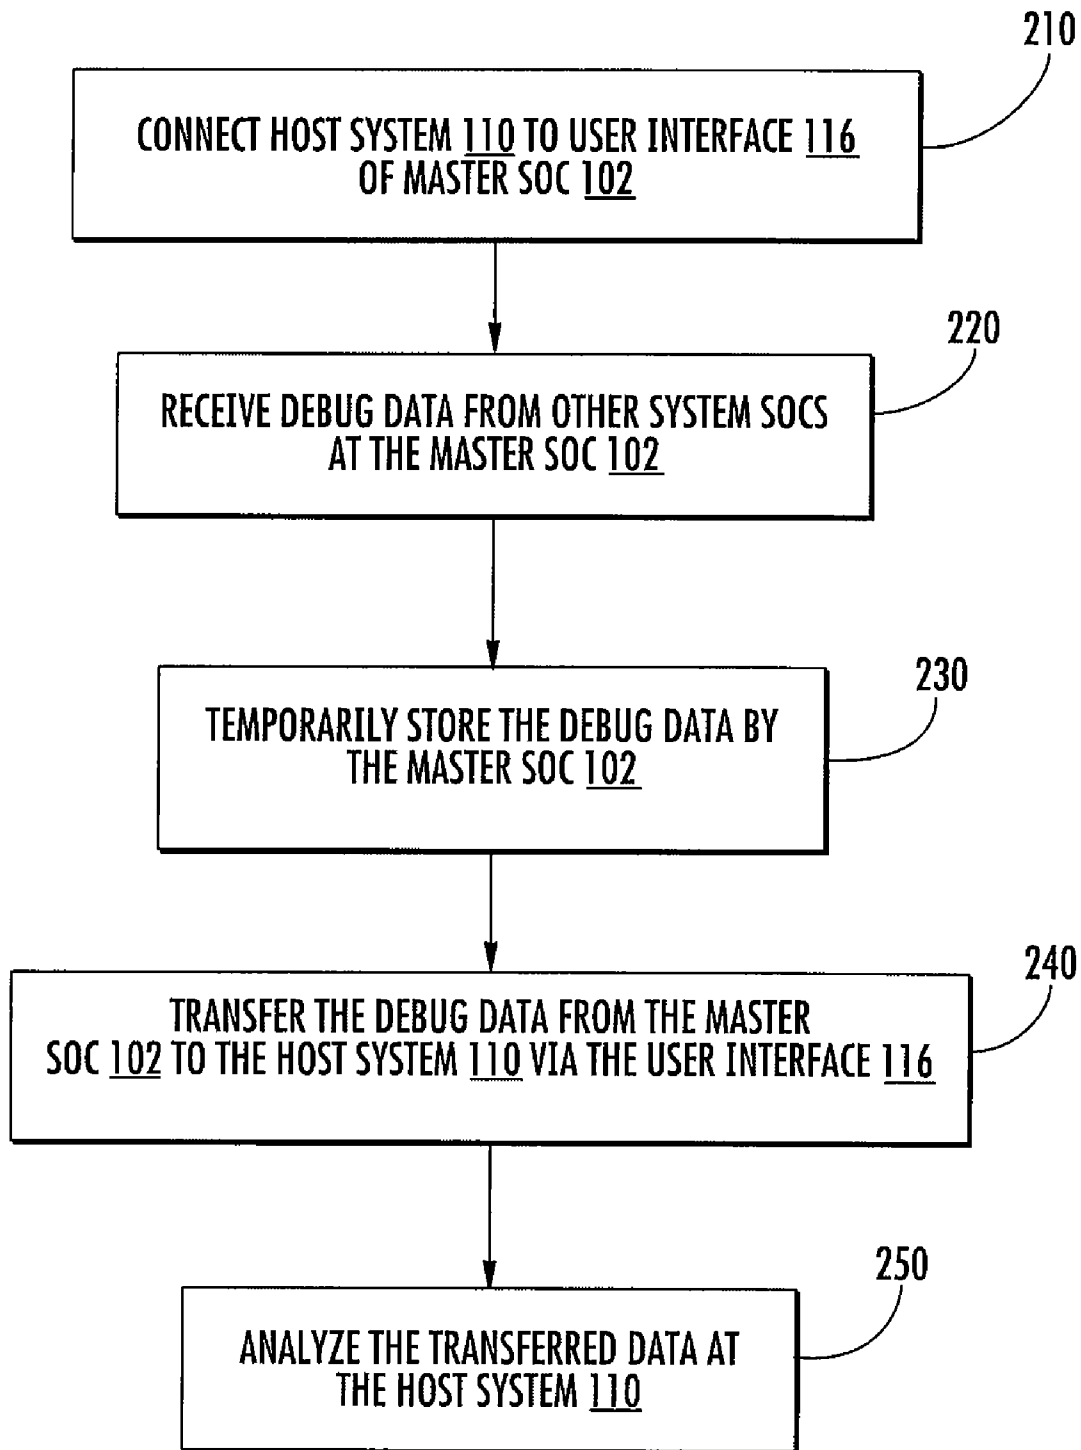 210
CONNECT HOST SYSTEM 110 TO USER INTERFACE 116
OF MASTER SOC 102
220
RECEIVE DEBUG DATA FROM OTHER SYSTEM SOCS
AT THE MASTER SOC 102
230
TEMPORARILY STORE THE DEBUG DATA BY
THE MASTER SOC 102
240
TRANSFER THE DEBUG DATA FROM THE MASTER
SOC 102 TO THE HOST SYSTEM 110 VIA THE USER INTERFACE 116
250
ANALYZE THE TRANSFERRED DATA AT
THE HOST SYSTEM 110